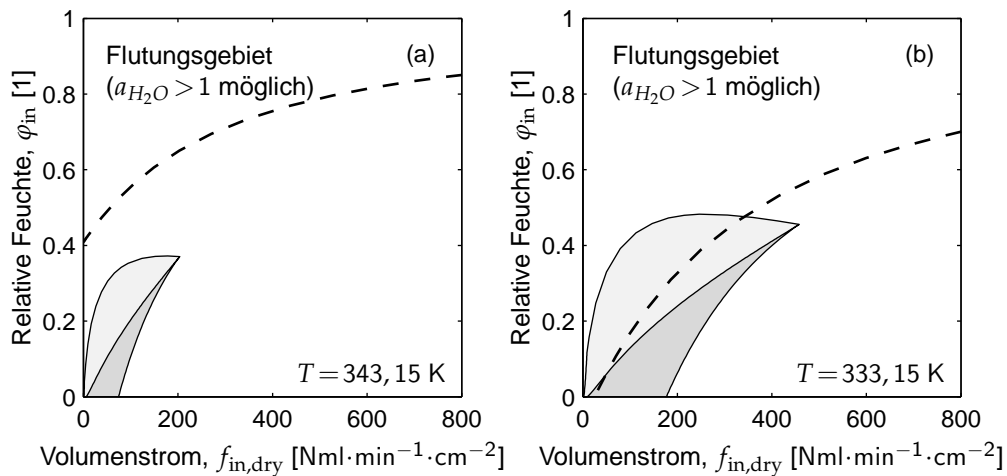 Flutungsgebiet
(a_{H_2O} > 1 möglich)
(a)
T = 343, 15 K
Relative Feuchte, φ_in [1]
1
0.8
0.6
0.4
0.2
0
0 200 400 600 800
Volumenstrom, f_in,dry [Nml·min⁻¹·cm⁻²]
Flutungsgebiet
(a_{H_2O} > 1 möglich)
(b)
T = 333, 15 K
Relative Feuchte, φ_in [1]
1
0.8
0.6
0.4
0.2
0
0 200 400 600 800
Volumenstrom, f_in,dry [Nml·min⁻¹·cm⁻²]